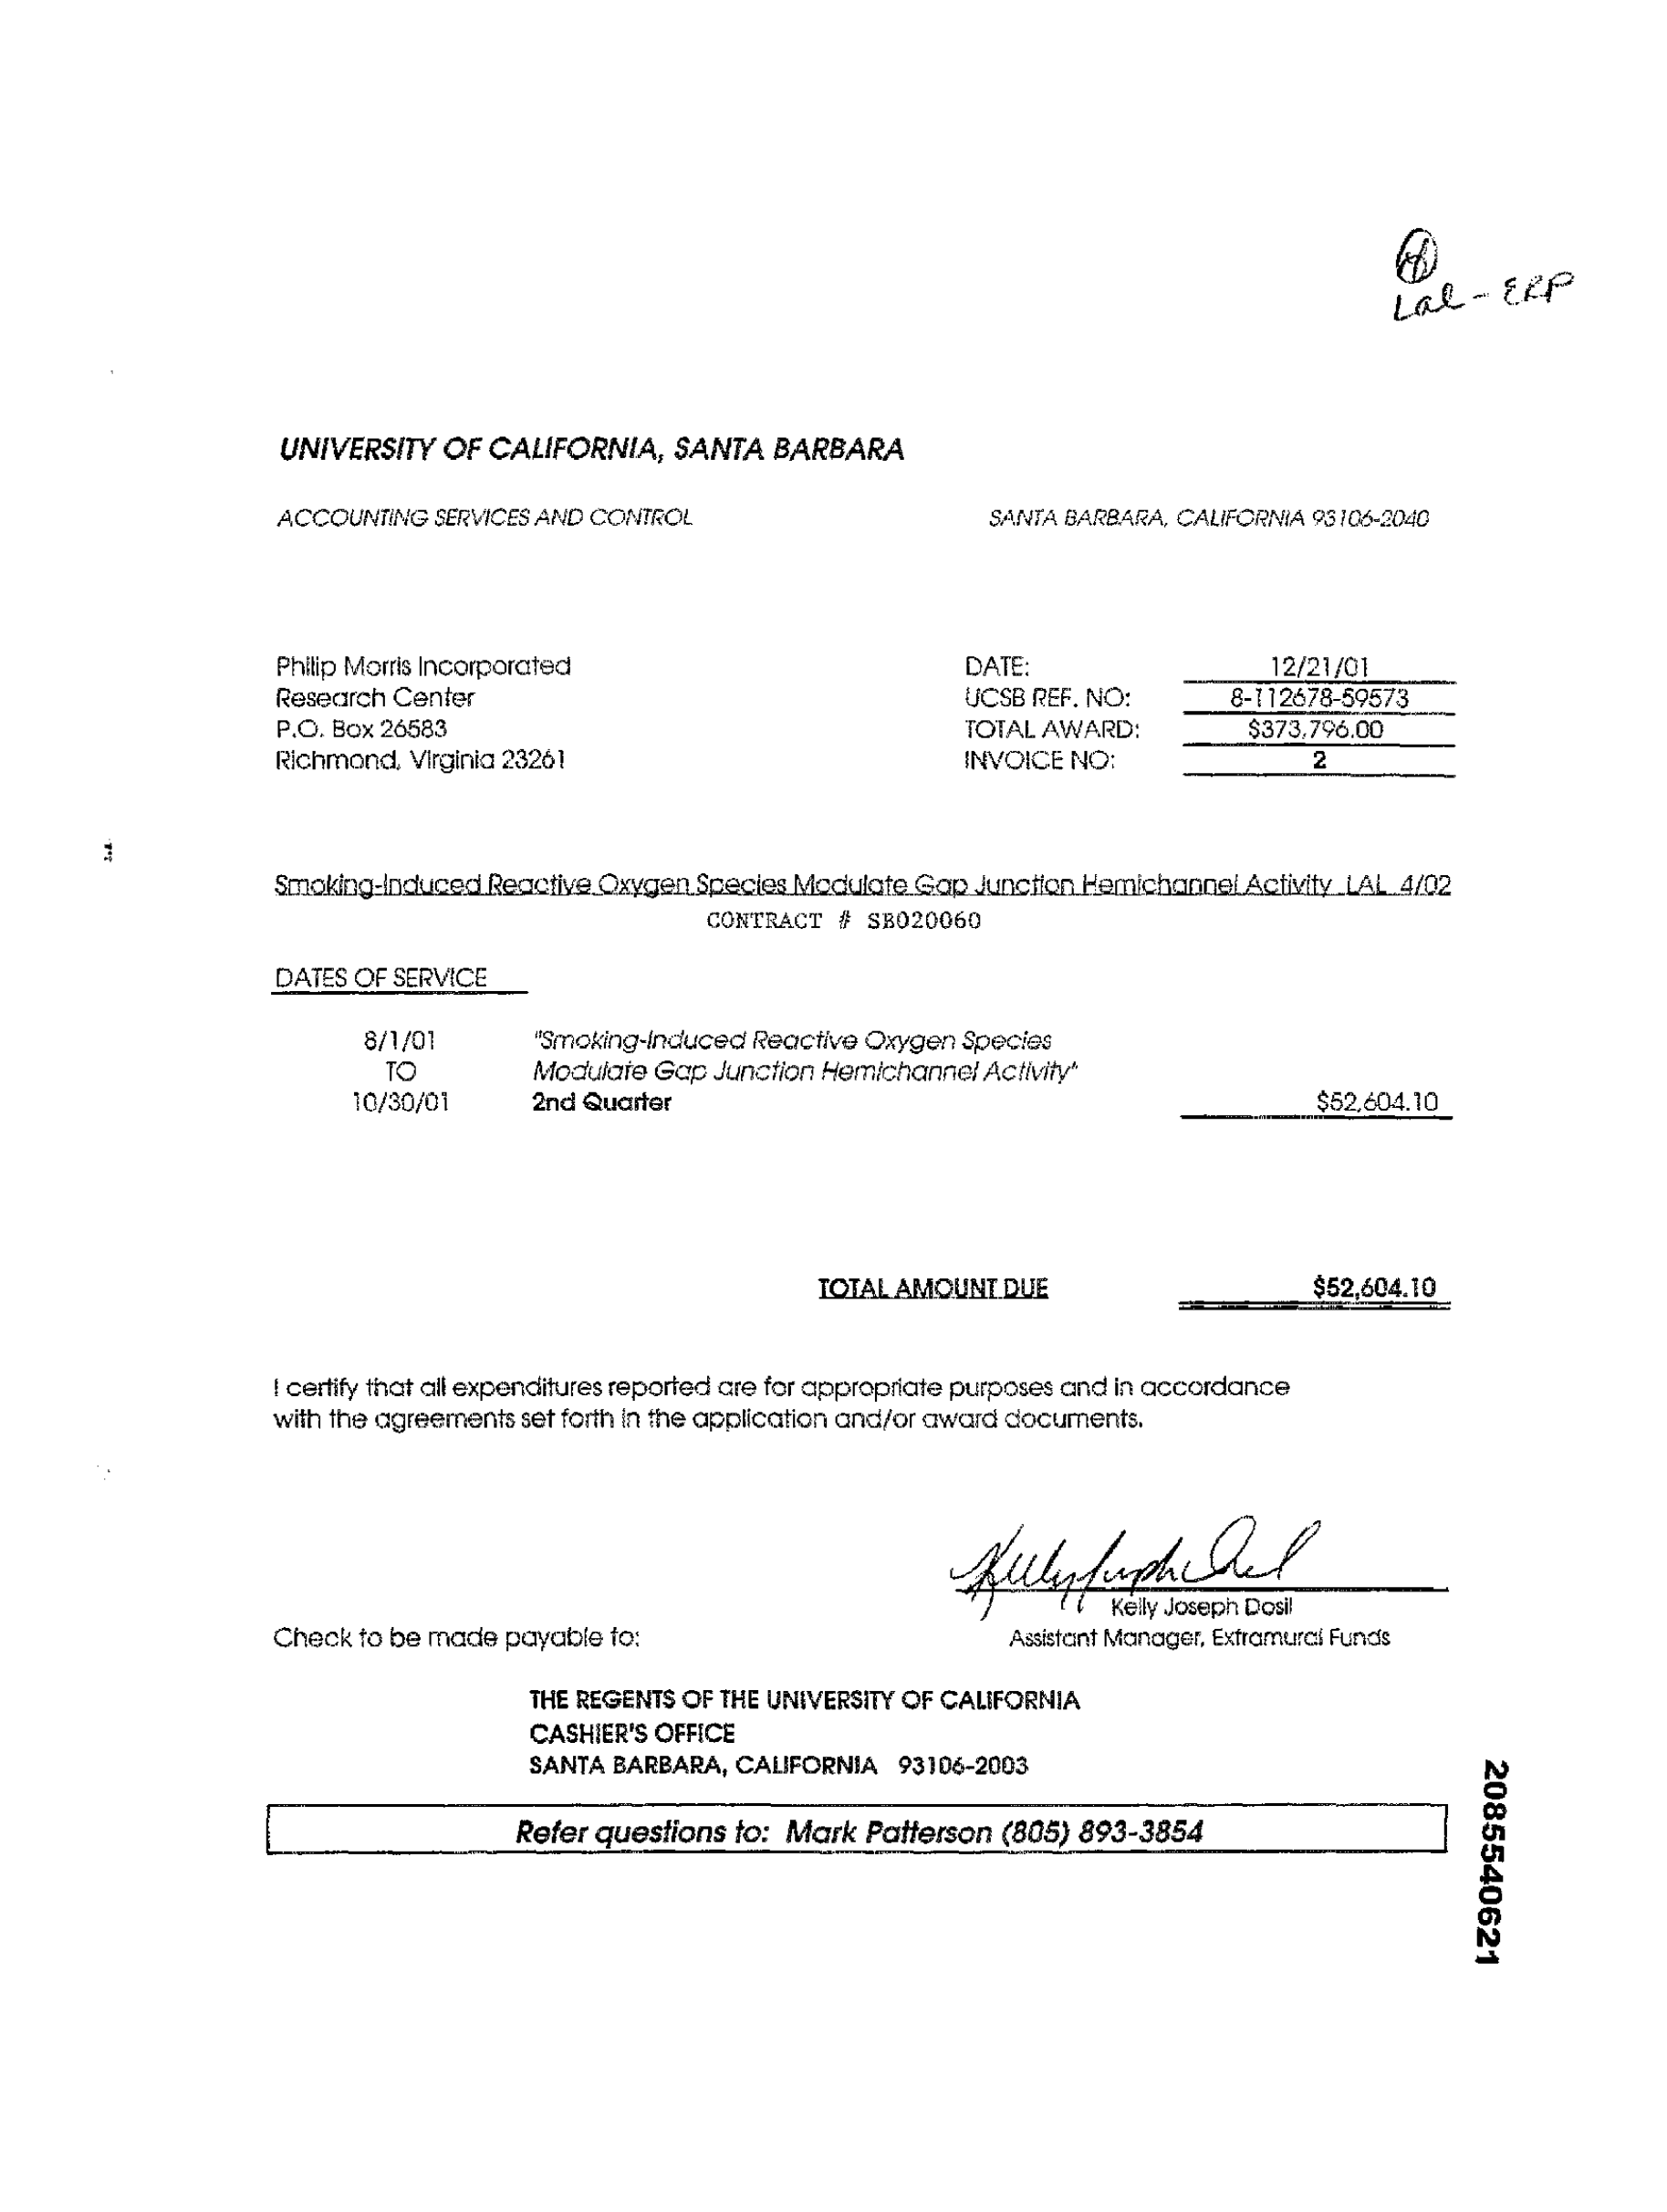 Lal - ERP
UNIVERSITY OF CALIFORNIA, SANTA BARBARA
ACCOUNTING SERVICES AND CONTROL SANTA BARBARA, CALIFORNIA 93106-2040
Philip Morris Incorporated DATE: 12/21/01
Research Center UCSB REF. NO: 8-112678-59573
P.O. Box 26583 TOTAL AWARD: $373,796.00
Richmond, Virginia 23261 INVOICE NO: 2
Smoking-Induced Reactive Oxygen Species Modulate Gap Junction Hemichannel Activity LAL 4/02
CONTRACT # SB020060
DATES OF SERVICE
8/1/01 "Smoking-Induced Reactive Oxygen Species
TO Modulate Gap Junction Hemichannel Activity"
10/30/01 2nd Quarter $52,604.10
TOTAL AMOUNT DUE $52,604.10
I certify that all expenditures reported are for appropriate purposes and in accordance
with the agreements set forth in the application and/or award documents.
Kelly Joseph Dosil
Check to be made payable to: Assistant Manager, Extramural Funds
THE REGENTS OF THE UNIVERSITY OF CALIFORNIA
CASHIER'S OFFICE
SANTA BARBARA, CALIFORNIA 93106-2003
Refer questions to: Mark Patterson (805) 893-3854
2085540621